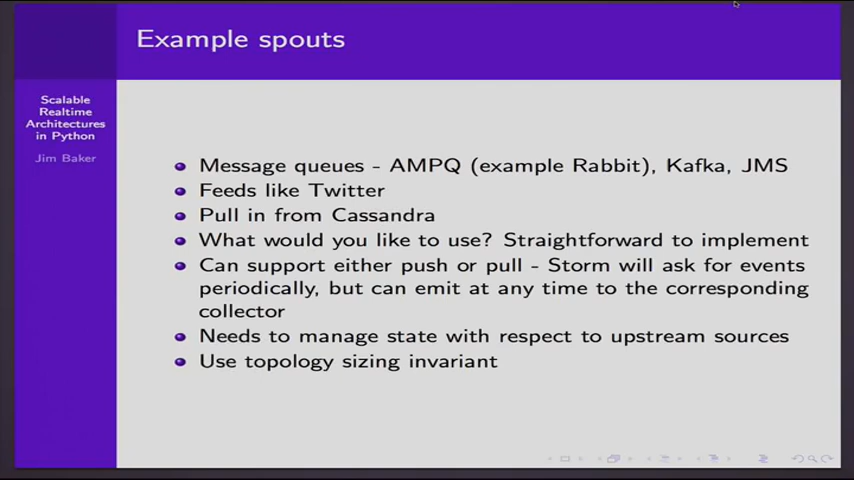 Example spouts
Scalable
Realtime
Architectures
in Python
Jim Baker
Message queues - AMPQ (example Rabbit), Kafka, JMS
Feeds like Twitter
Pull in from Cassandra
What would you like to use? Straightforward to implement
Can support either push or pull - Storm will ask for events
periodically, but can emit at any time to the corresponding
collector
Needs to manage state with respect to upstream sources
Use topology sizing invariant